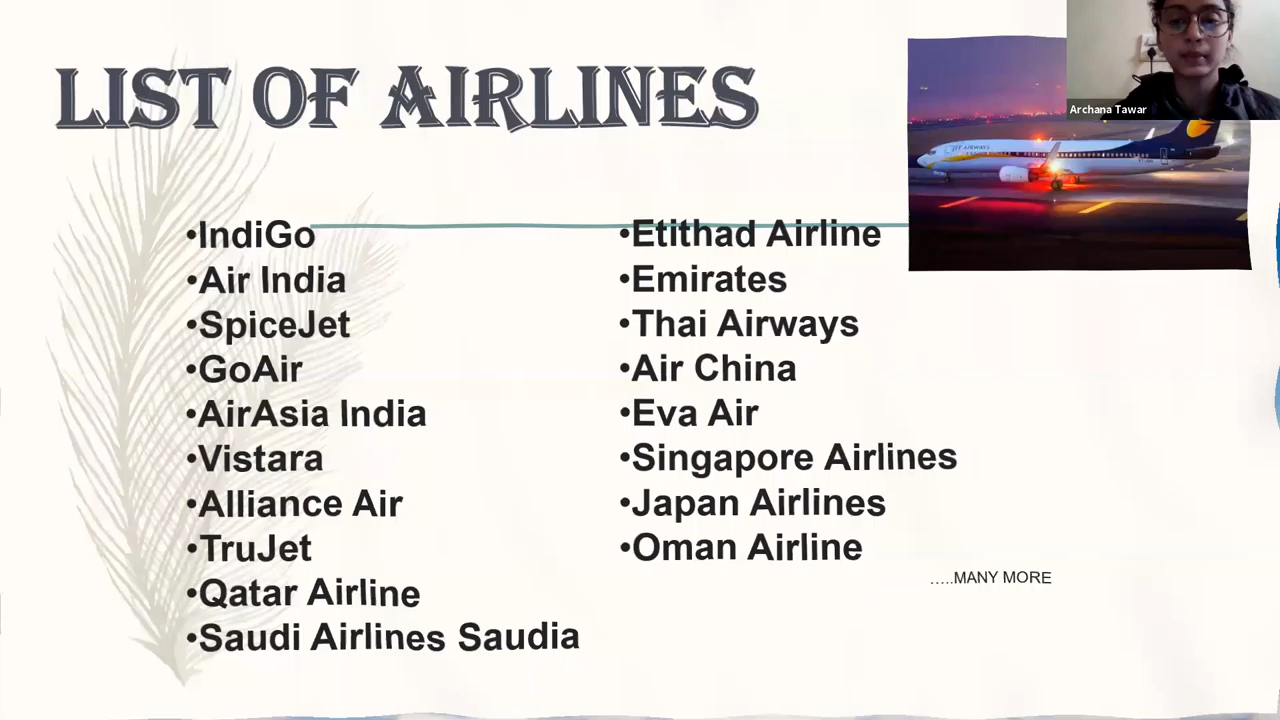 LIST OF AIRLINES
Archana Tawar
JET AIRWAYS
•IndiGo
•Air India
•SpiceJet
•GoAir
•AirAsia India
•Vistara
•Alliance Air
•TruJet
•Qatar Airline
•Saudi Airlines Saudia
•Etithad Airline
•Emirates
•Thai Airways
•Air China
•Eva Air
•Singapore Airlines
•Japan Airlines
•Oman Airline
.....MANY MORE